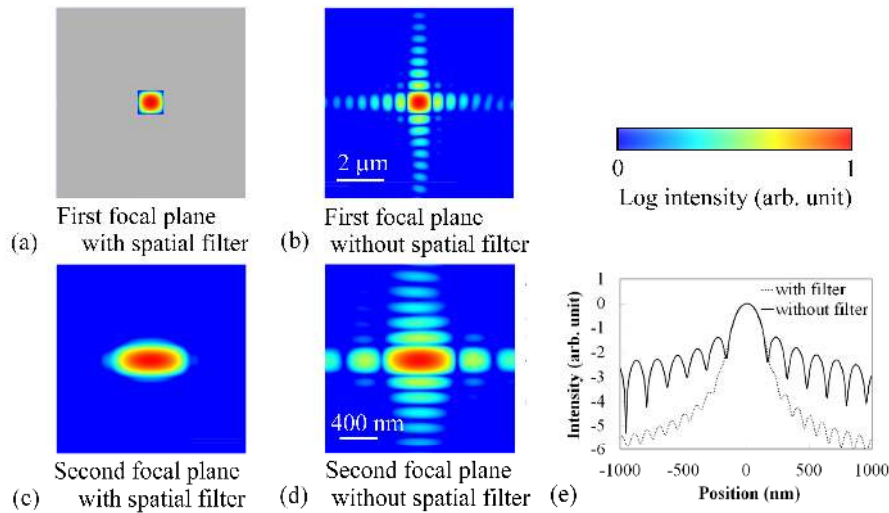 2 μm
0 1
Log intensity (arb. unit)
(a) First focal plane
with spatial filter
(b) First focal plane
without spatial filter
400 nm
(c) Second focal plane
with spatial filter
(d) Second focal plane
without spatial filter
Intensity (arb. unit)
1
0
-1
-2
-3
-4
-5
-6
with filter
without filter
-1000 -500 0 500 1000
Position (nm)
(e)